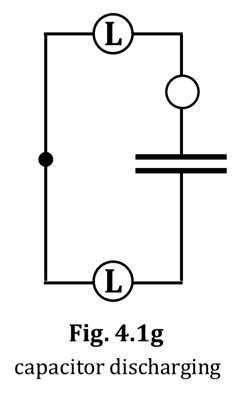 L
L
Fig. 4.1g
capacitor discharging